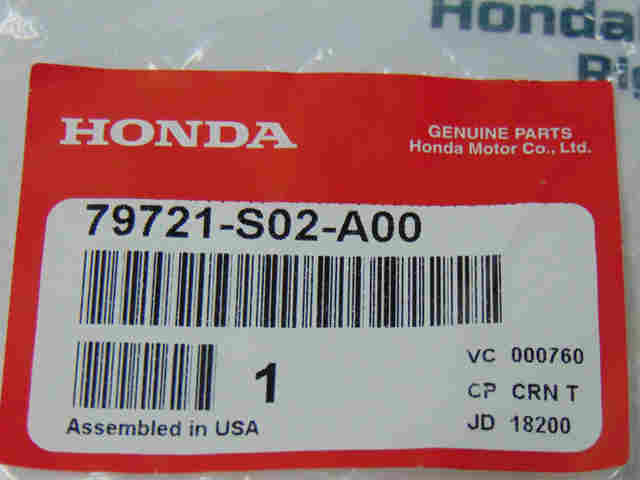 Honda
Rig
HONDA
GENUINE PARTS
Honda Motor Co., Ltd.
79721-S02-A00
1
VC 000760
CP CRN T
JD 18200
Assembled in USA